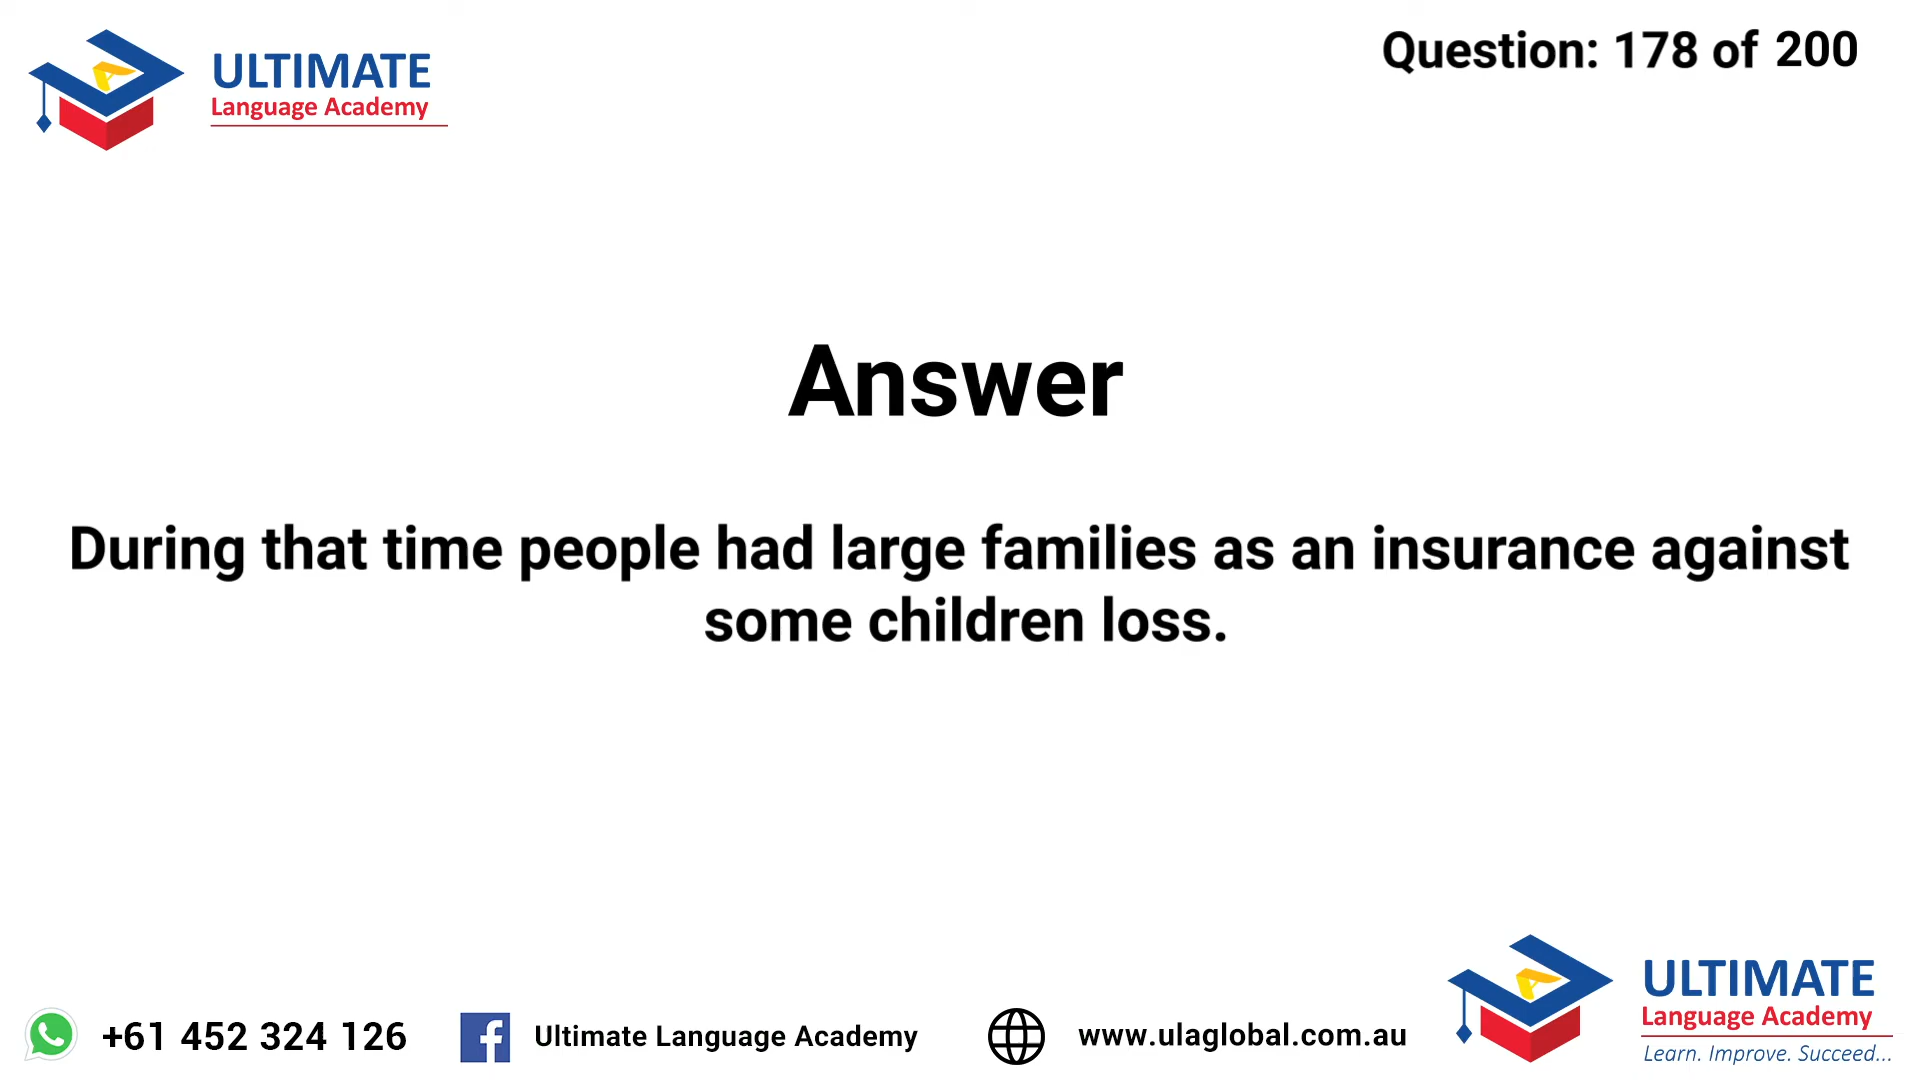 ULTIMATE
Language Academy
Question: 178 of 200
Answer
During that time people had large families as an insurance against
some children loss.
+61 452 324 126
Ultimate Language Academy
www.ulaglobal.com.au
ULTIMATE
Language Academy
Learn. Improve. Succeed...